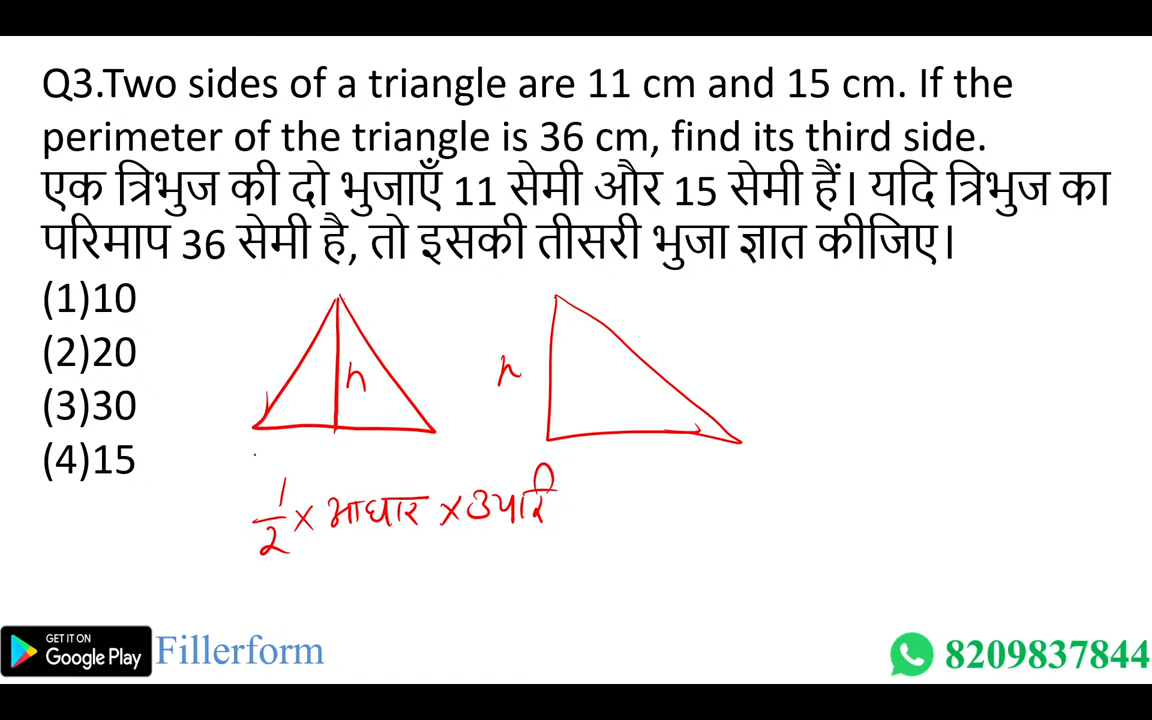 Q3.Two sides of a triangle are 11 cm and 15 cm. If the
perimeter of the triangle is 36 cm, find its third side.
एक त्रिभुज की दो भुजाएँ 11 सेमी और 15 सेमी हैं। यदि त्रिभुज का
परिमाप 36 सेमी है, तो इसकी तीसरी भुजा ज्ञात कीजिए।
(1)10
(2)20
(3)30
(4)15
h
h
1/2 × आधार ×
GET IT ON
Google Play
Fillerform
8209837844